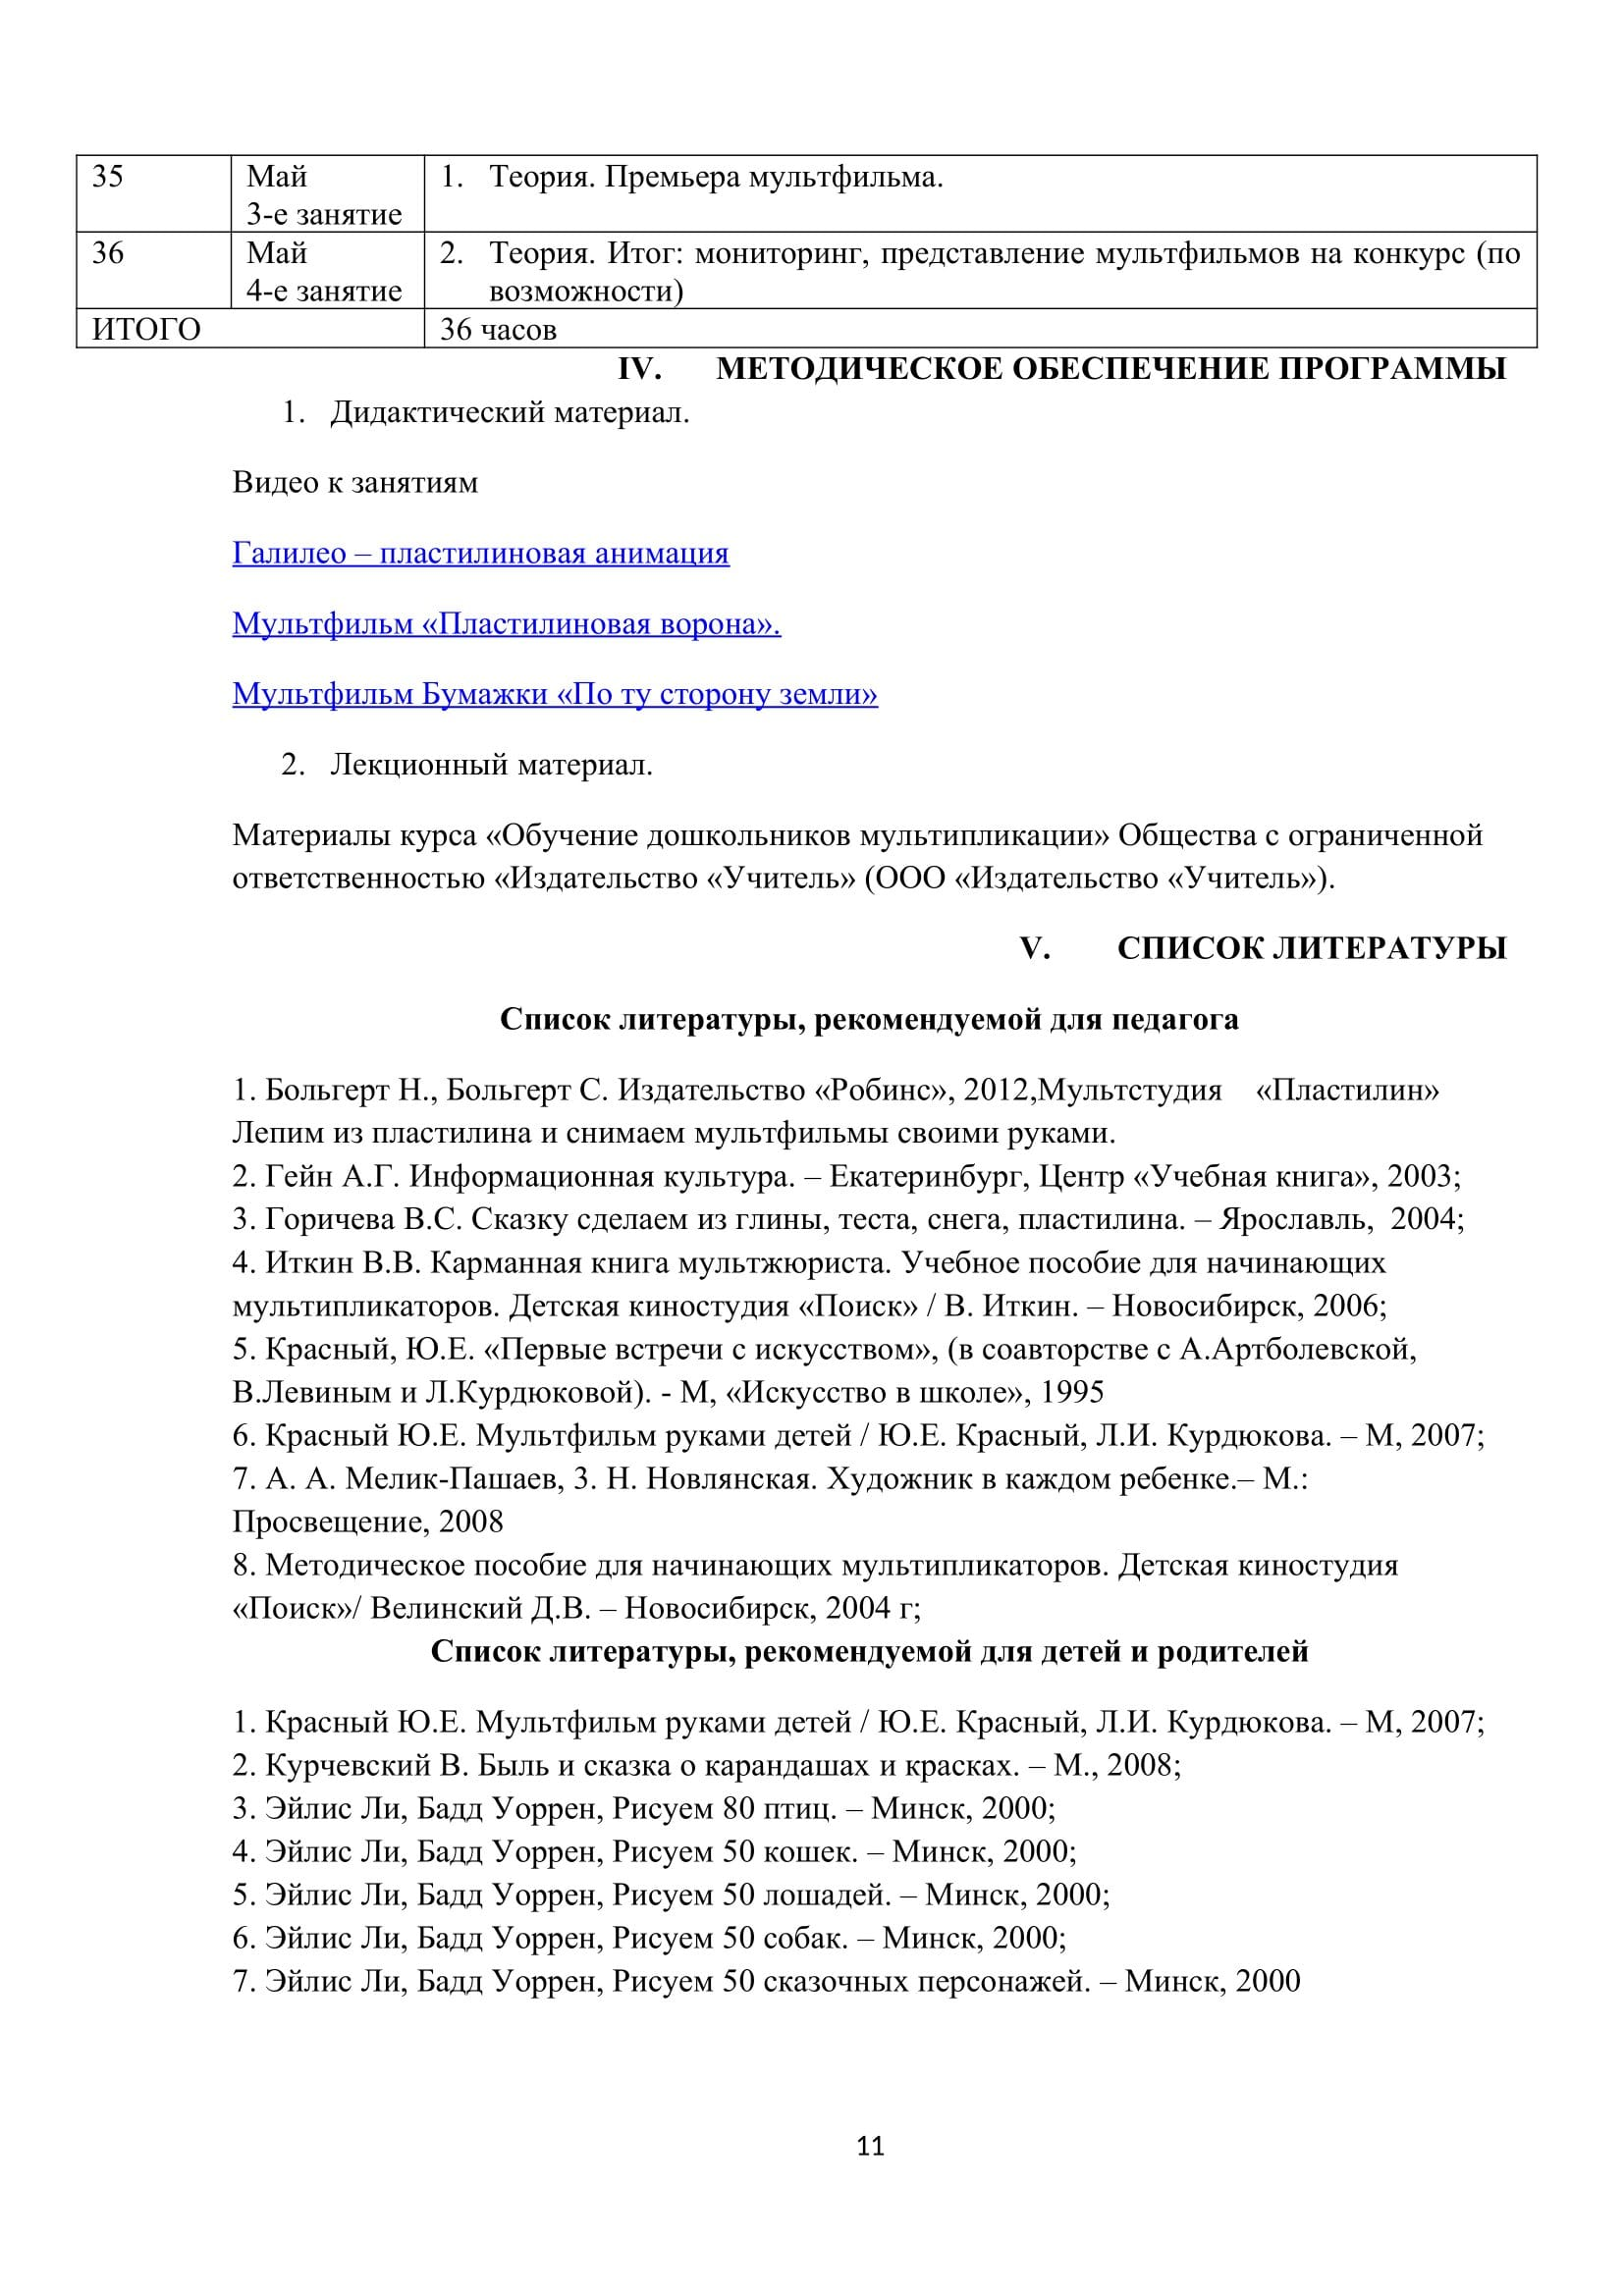 35 Май 1. Теория. Премьера мультфильма.
3-е занятие
36 Май 2. Теория. Итог: мониторинг, представление мультфильмов на конкурс (по
4-е занятие возможности)
ИТОГО 36 часов
IV. МЕТОДИЧЕСКОЕ ОБЕСПЕЧЕНИЕ ПРОГРАММЫ
1. Дидактический материал.
Видео к занятиям
Галилео – пластилиновая анимация
Мультфильм «Пластилиновая ворона».
Мультфильм Бумажки «По ту сторону земли»
2. Лекционный материал.
Материалы курса «Обучение дошкольников мультипликации» Общества с ограниченной
ответственностью «Издательство «Учитель» (ООО «Издательство «Учитель»).
V. СПИСОК ЛИТЕРАТУРЫ
Список литературы, рекомендуемой для педагога
1. Больгерт Н., Больгерт С. Издательство «Робинс», 2012,Мультстудия «Пластилин»
Лепим из пластилина и снимаем мультфильмы своими руками.
2. Гейн А.Г. Информационная культура. – Екатеринбург, Центр «Учебная книга», 2003;
3. Горичева В.С. Сказку сделаем из глины, теста, снега, пластилина. – Ярославль, 2004;
4. Иткин В.В. Карманная книга мультжюриста. Учебное пособие для начинающих
мультипликаторов. Детская киностудия «Поиск» / В. Иткин. – Новосибирск, 2006;
5. Красный, Ю.Е. «Первые встречи с искусством», (в соавторстве с А.Артболевской,
В.Левиным и Л.Курдюковой). - М, «Искусство в школе», 1995
6. Красный Ю.Е. Мультфильм руками детей / Ю.Е. Красный, Л.И. Курдюкова. – М, 2007;
7. А. А. Мелик-Пашаев, З. Н. Новлянская. Художник в каждом ребенке.– М.:
Просвещение, 2008
8. Методическое пособие для начинающих мультипликаторов. Детская киностудия
«Поиск»/ Велинский Д.В. – Новосибирск, 2004 г;
Список литературы, рекомендуемой для детей и родителей
1. Красный Ю.Е. Мультфильм руками детей / Ю.Е. Красный, Л.И. Курдюкова. – М, 2007;
2. Курчевский В. Быль и сказка о карандашах и красках. – М., 2008;
3. Эйлис Ли, Бадд Уоррен, Рисуем 80 птиц. – Минск, 2000;
4. Эйлис Ли, Бадд Уоррен, Рисуем 50 кошек. – Минск, 2000;
5. Эйлис Ли, Бадд Уоррен, Рисуем 50 лошадей. – Минск, 2000;
6. Эйлис Ли, Бадд Уоррен, Рисуем 50 собак. – Минск, 2000;
7. Эйлис Ли, Бадд Уоррен, Рисуем 50 сказочных персонажей. – Минск, 2000
11